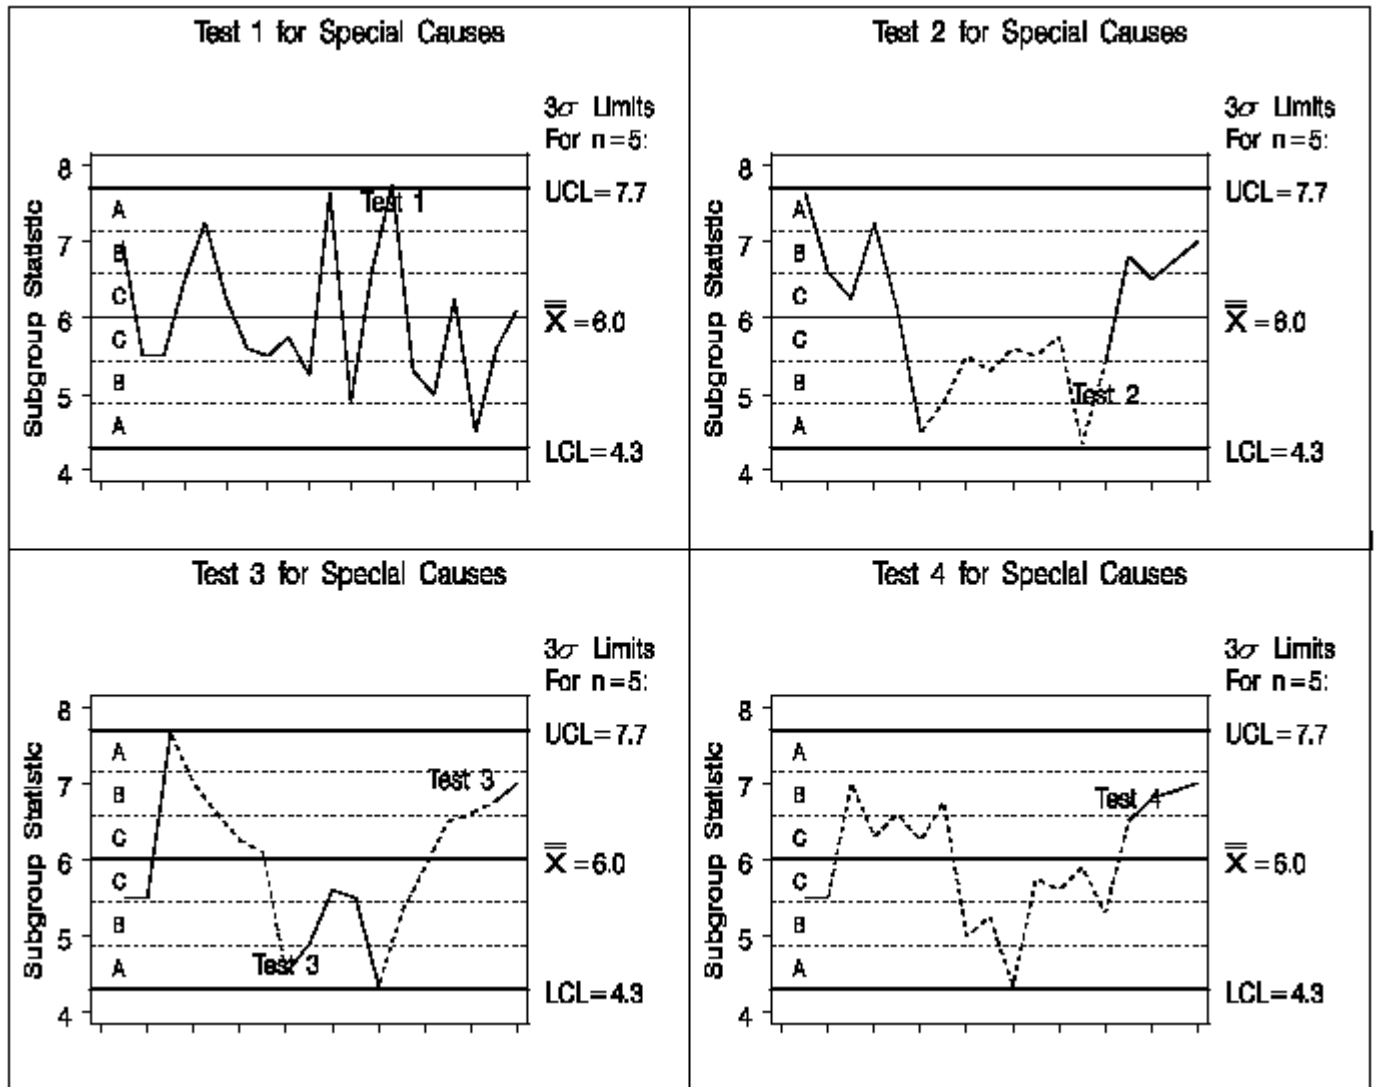 Test 1 for Special Causes
3σ Limits
For n=5:
8
7
6
5
4
Subgroup Statistic
A
B
C
C
B
A
Test 1
UCL=7.7
X̿=6.0
LCL=4.3
Test 2 for Special Causes
3σ Limits
For n=5:
8
7
6
5
4
Subgroup Statistic
A
B
C
C
B
A
Test 2
UCL=7.7
X̿=6.0
LCL=4.3
Test 3 for Special Causes
3σ Limits
For n=5:
8
7
6
5
4
Subgroup Statistic
A
B
C
C
B
A
Test 3
Test 3
UCL=7.7
X̿=6.0
LCL=4.3
Test 4 for Special Causes
3σ Limits
For n=5:
8
7
6
5
4
Subgroup Statistic
A
B
C
C
B
A
Test 4
UCL=7.7
X̿=6.0
LCL=4.3